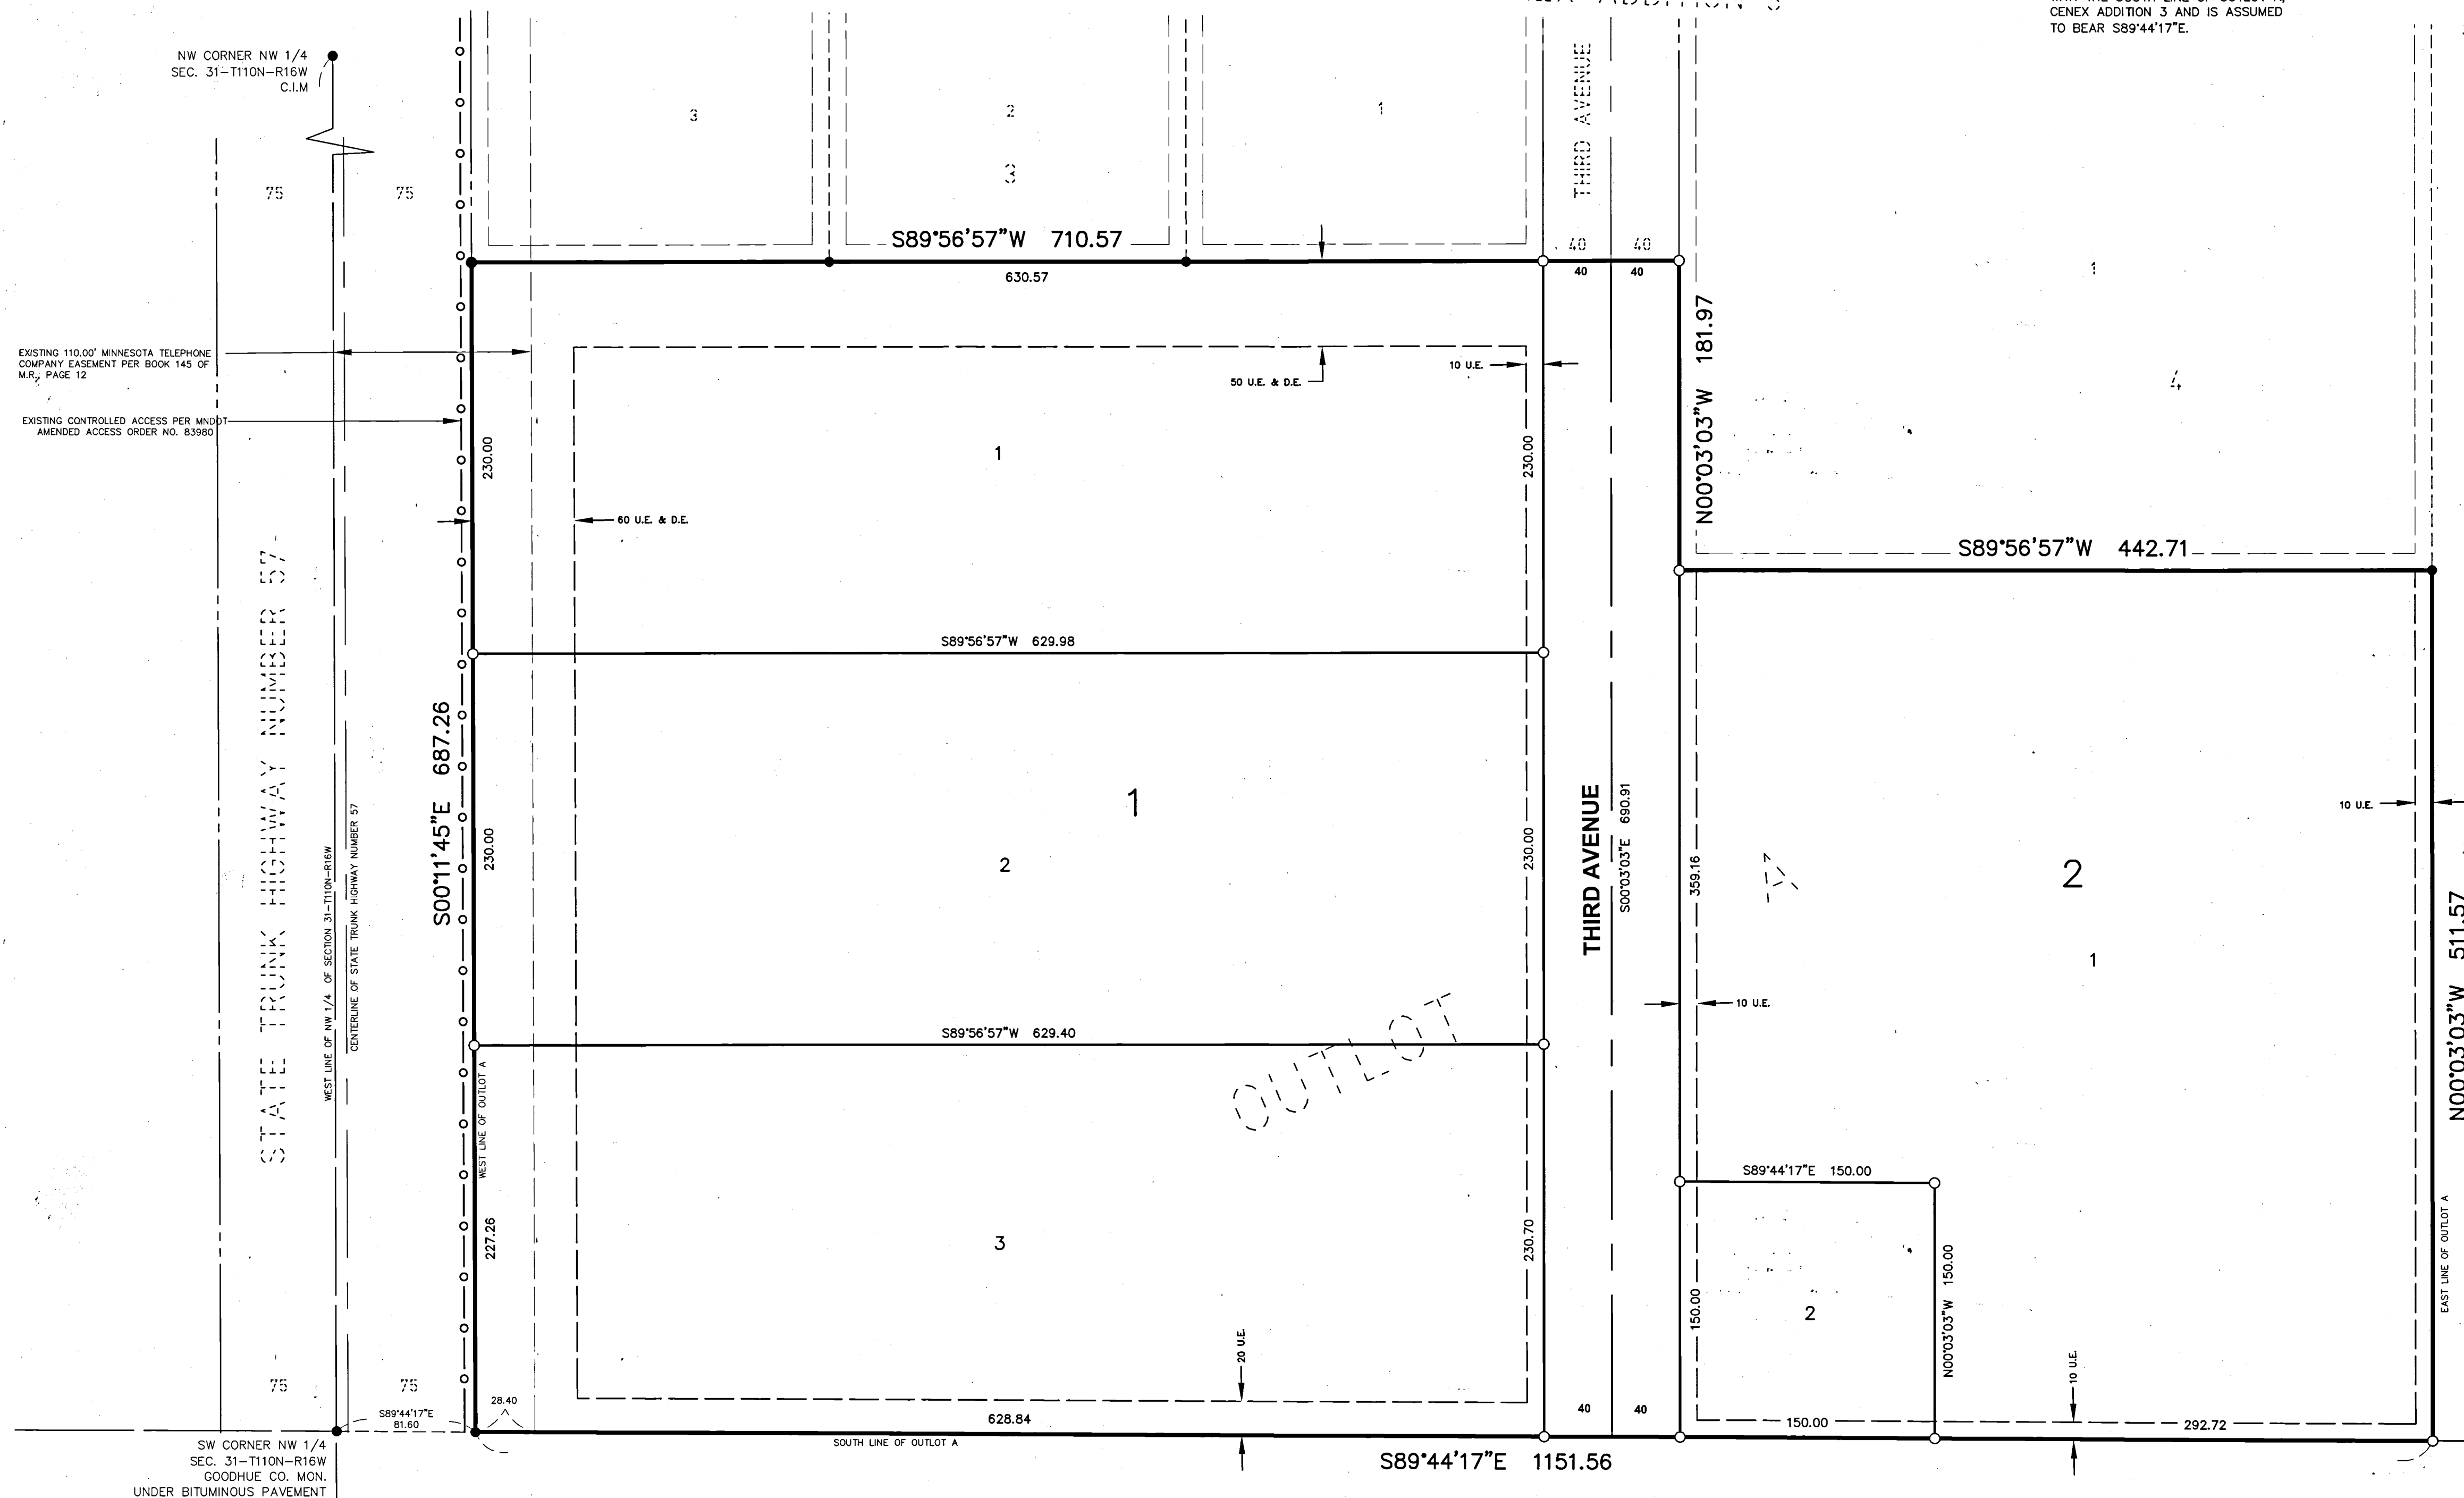 ADDITION 3
CENEX ADDITION 3 AND IS ASSUMED
TO BEAR S89°44'17"E.
NW CORNER NW 1/4
SEC. 31-T110N-R16W
C.I.M
THIRD AVENUE
3
2
1
3
75
75
S89°56'57"W 710.57
40
40
630.57
40
40
1
4
N00°03'03"W 181.97
EXISTING 110.00' MINNESOTA TELEPHONE
COMPANY EASEMENT PER BOOK 145 OF
M.R., PAGE 12
EXISTING CONTROLLED ACCESS PER MNDOT
AMENDED ACCESS ORDER NO. 83980
50 U.E. & D.E.
10 U.E.
230.00
1
230.00
60 U.E. & D.E.
S89°56'57"W 442.71
S89°56'57"W 629.98
STATE TRUNK HIGHWAY NUMBER 57
WEST LINE OF NW 1/4 OF SECTION 31-T110N-R16W
CENTERLINE OF STATE TRUNK HIGHWAY NUMBER 57
S00°11'45"E 687.26
230.00
1
2
230.00
THIRD AVENUE
S00°03'03"E 690.91
359.16
A
2
1
10 U.E.
N00°03'03"W 511.57
10 U.E.
S89°56'57"W 629.40
WEST LINE OF OUTLOT A
OUTLOT
S89°44'17"E 150.00
227.26
3
230.70
EAST LINE OF OUTLOT A
150.00
2
N00°03'03"W 150.00
20 U.E.
10 U.E.
75
75
S89°44'17"E
81.60
28.40
628.84
40
40
150.00
292.72
SOUTH LINE OF OUTLOT A
S89°44'17"E 1151.56
SW CORNER NW 1/4
SEC. 31-T110N-R16W
GOODHUE CO. MON.
UNDER BITUMINOUS PAVEMENT